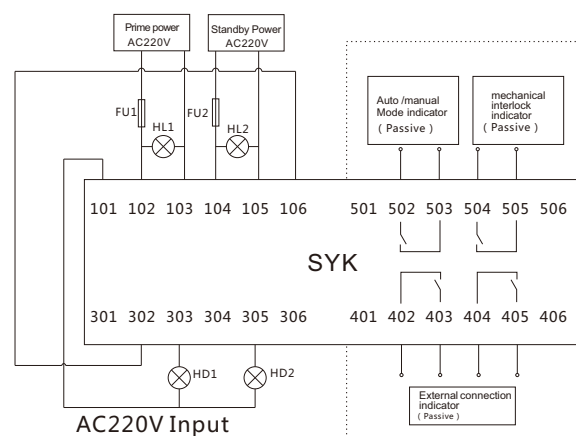 Prime power
AC220V
Standby Power
AC220V
FU1
HL1
FU2
HL2
Auto /manual
Mode indicator
( Passive )
mechanical
interlock
indicator
( Passive )
101 102 103 104 105 106 501 502 503 504 505 506
SYK
301 302 303 304 305 306 401 402 403 404 405 406
HD1
HD2
External connection
indicator
( Passive )
AC220V Input